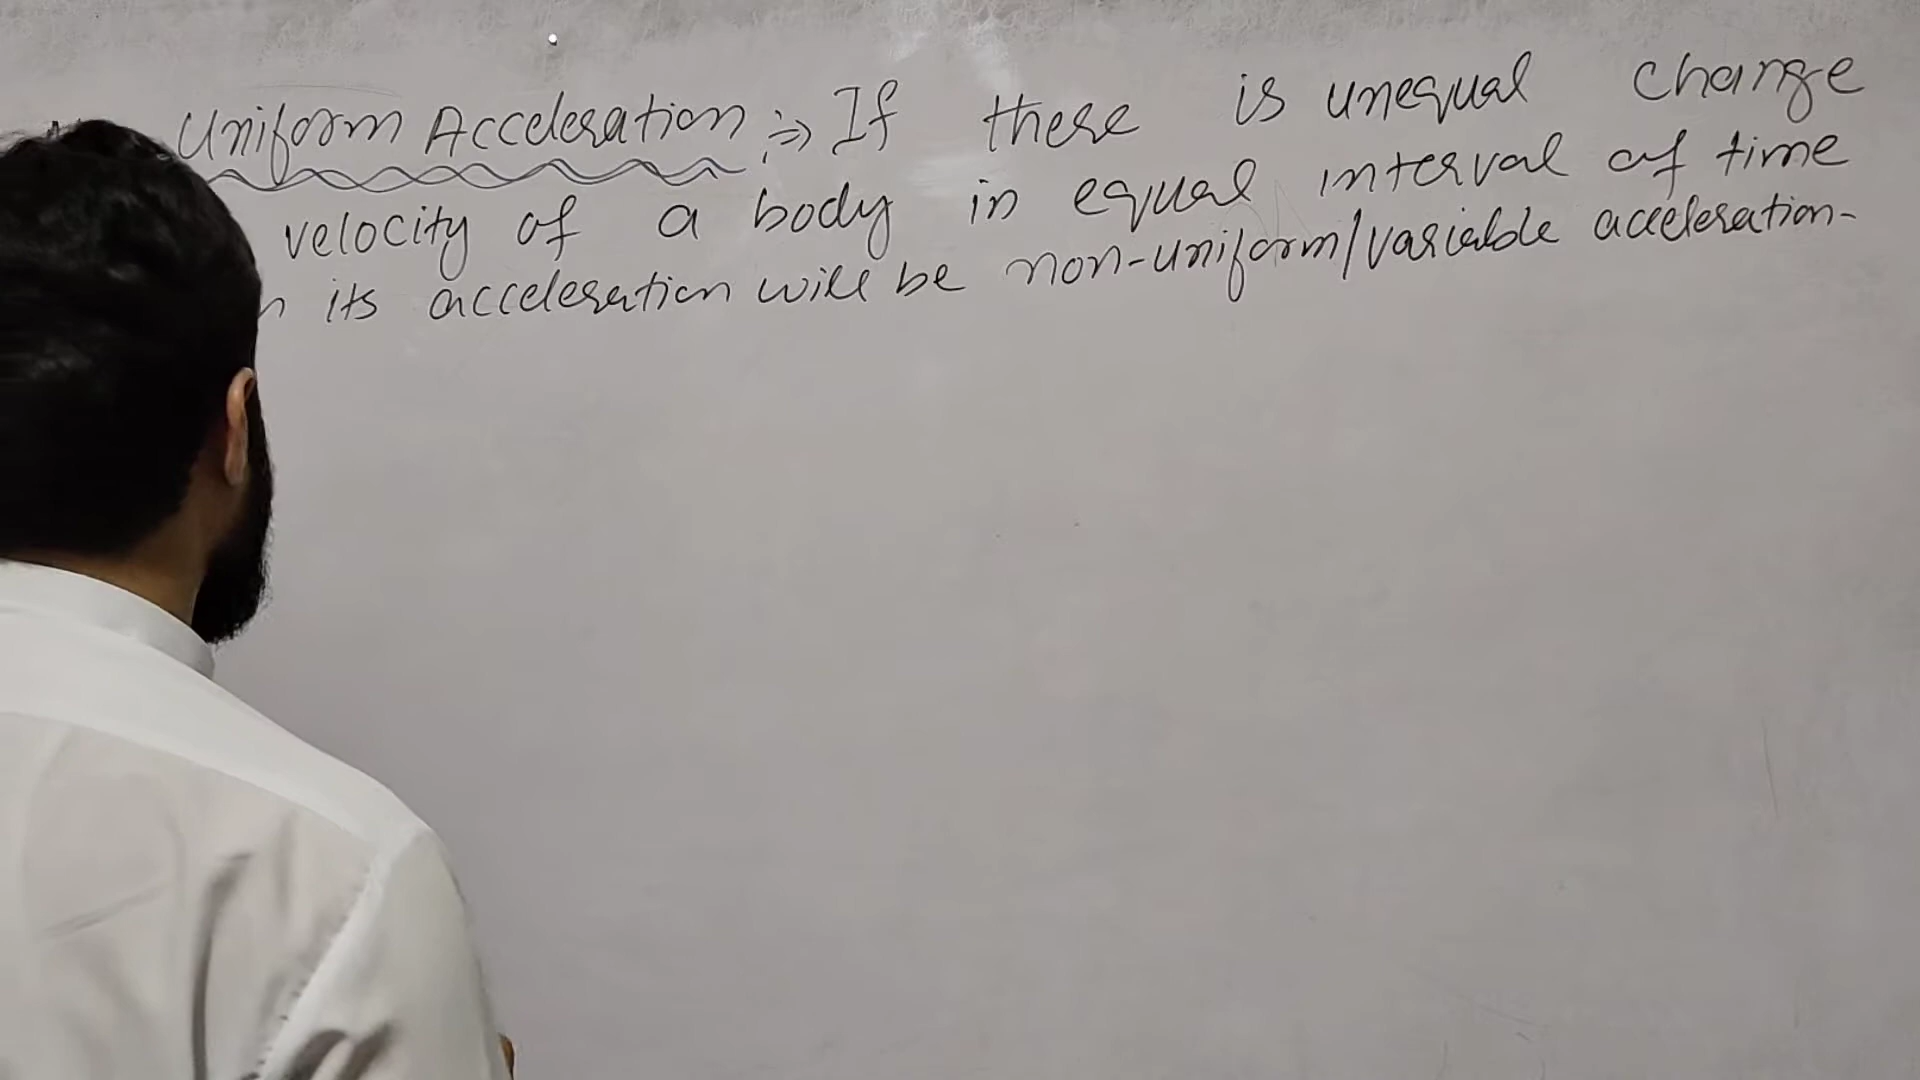 Uniform Acceleration :⇒ If there is unequal change
velocity of a body in equal interval of time
its acceleration will be non-uniform/variable acceleration-